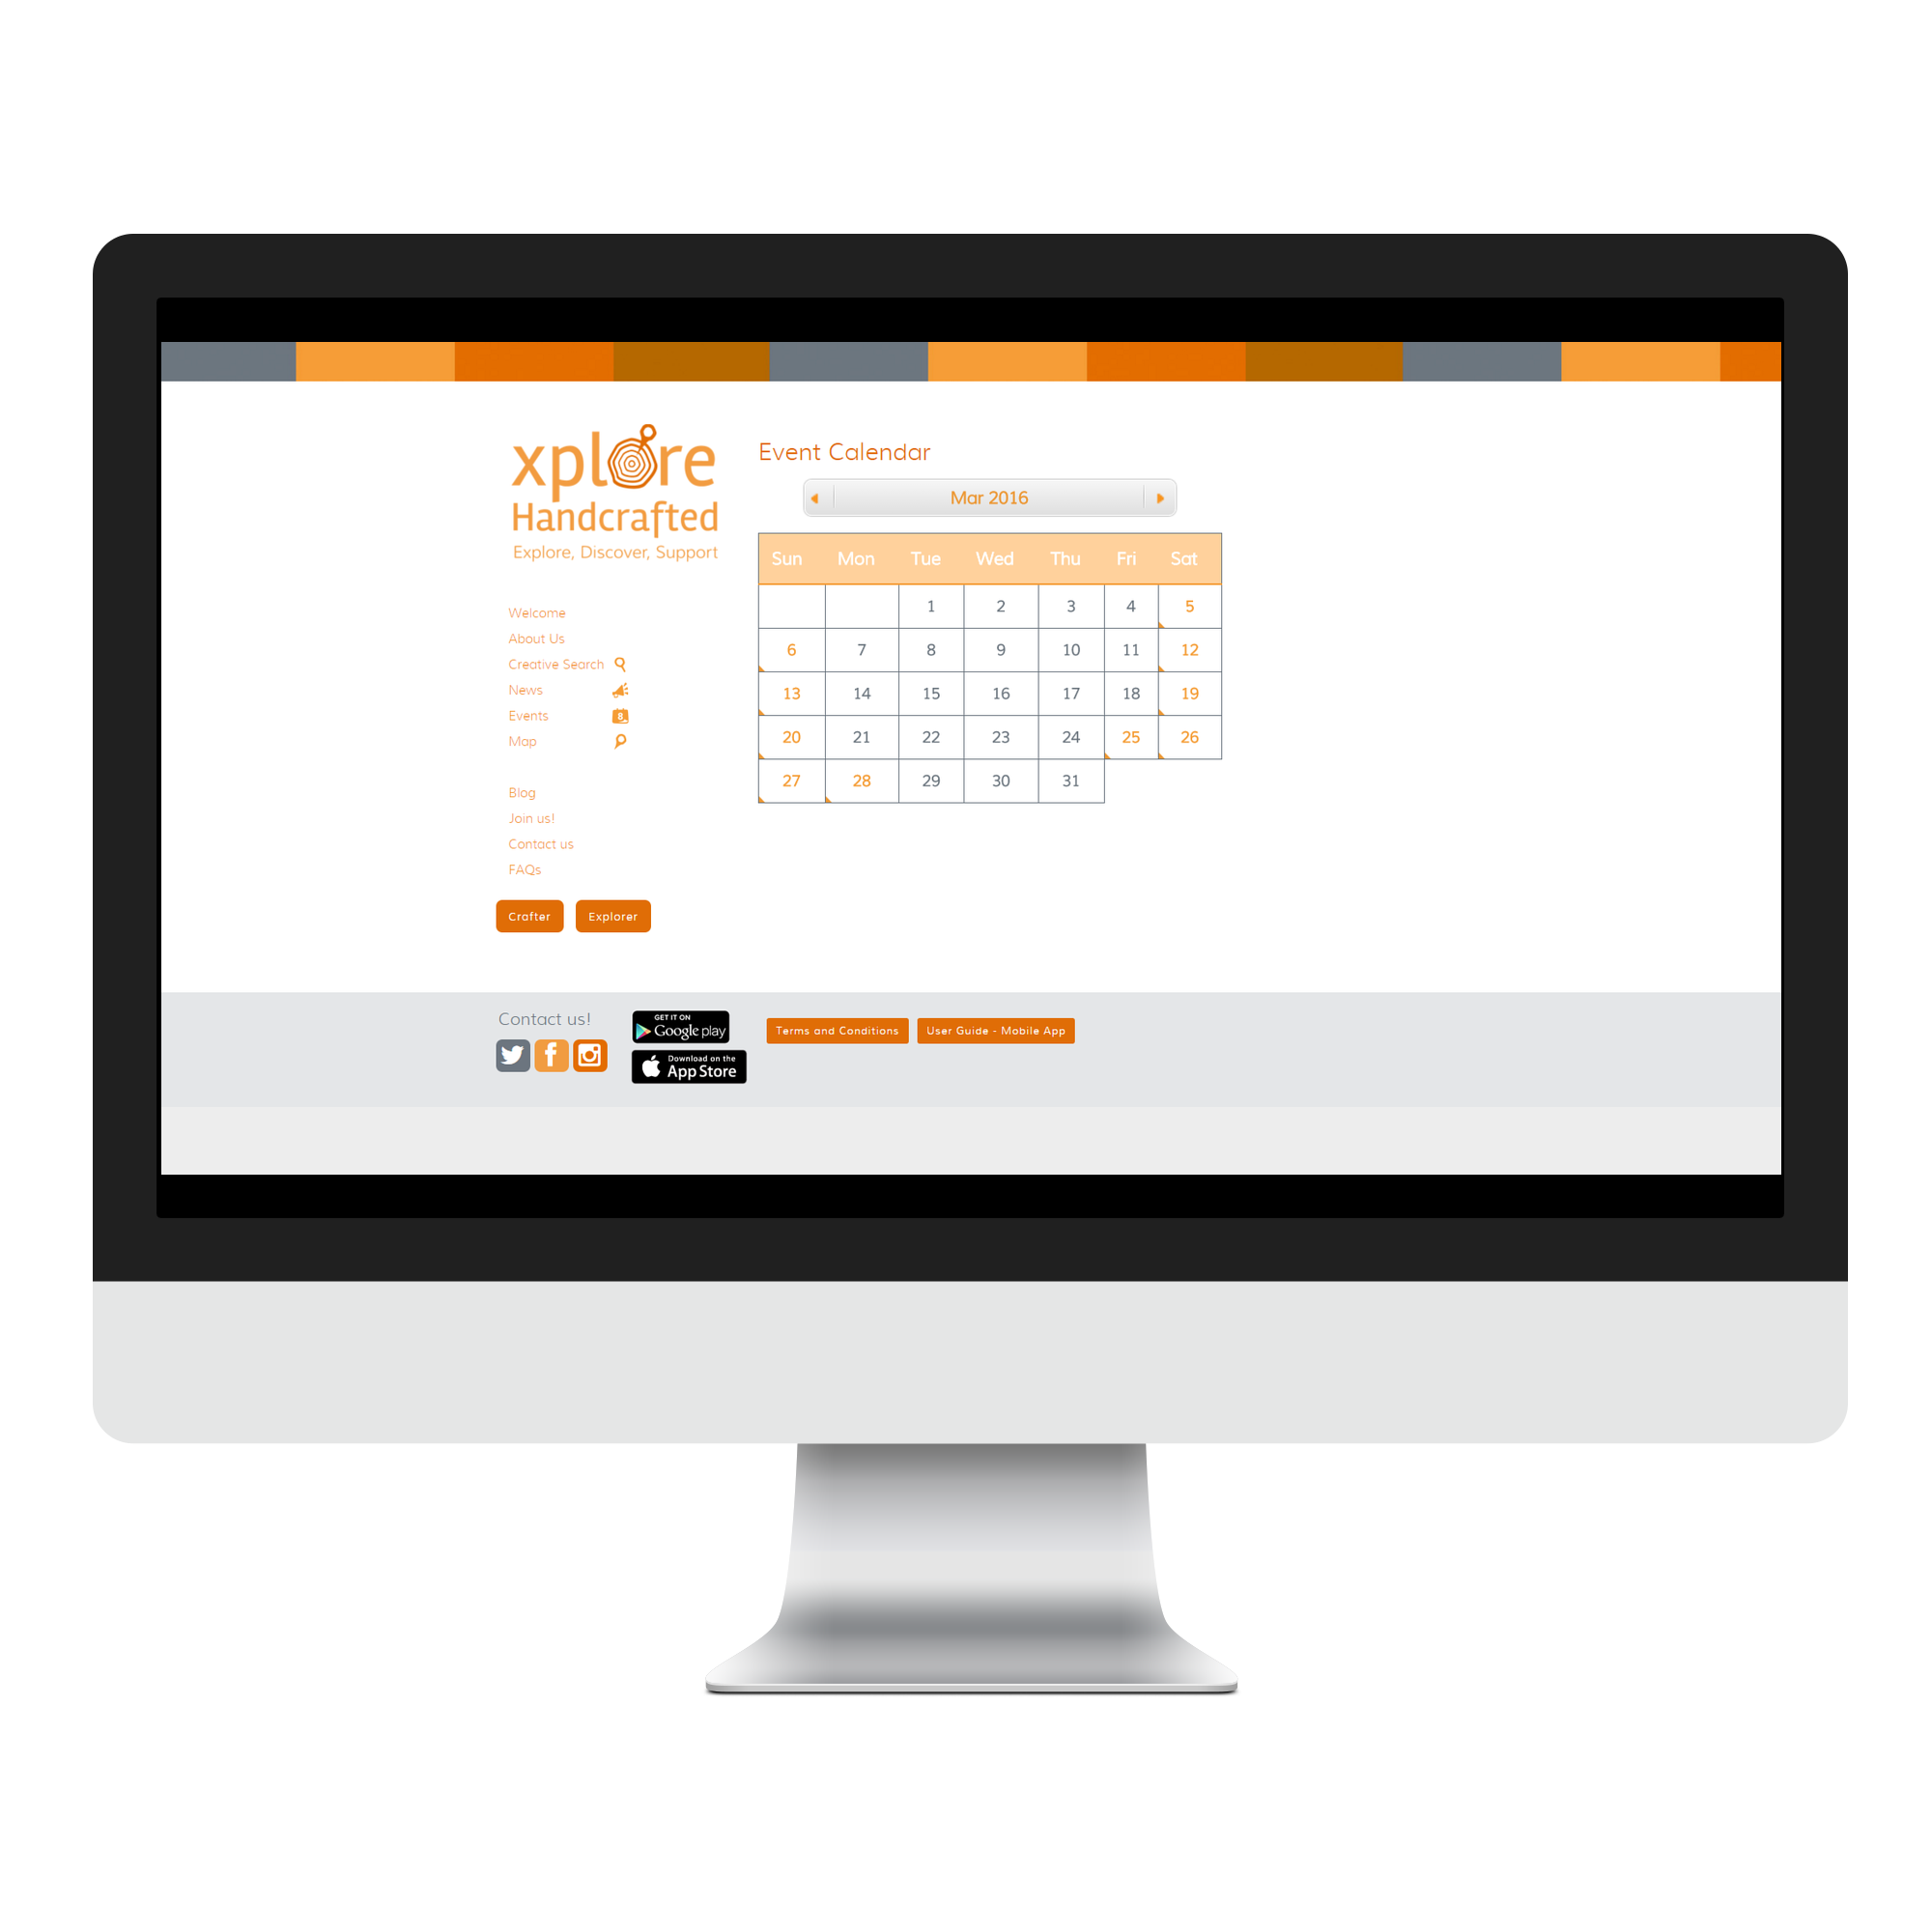 xplore
Handcrafted
Explore, Discover, Support
Welcome
About Us
Creative Search
News
Events
8
Map
Blog
Join us!
Contact us
FAQs
Crafter Explorer
Event Calendar
Mar 2016
Sun Mon Tue Wed Thu Fri Sat
1 2 3 4 5
6 7 8 9 10 11 12
13 14 15 16 17 18 19
20 21 22 23 24 25 26
27 28 29 30 31
Contact us!
GET IT ON
Google play
Download on the
App Store
Terms and Conditions User Guide - Mobile App